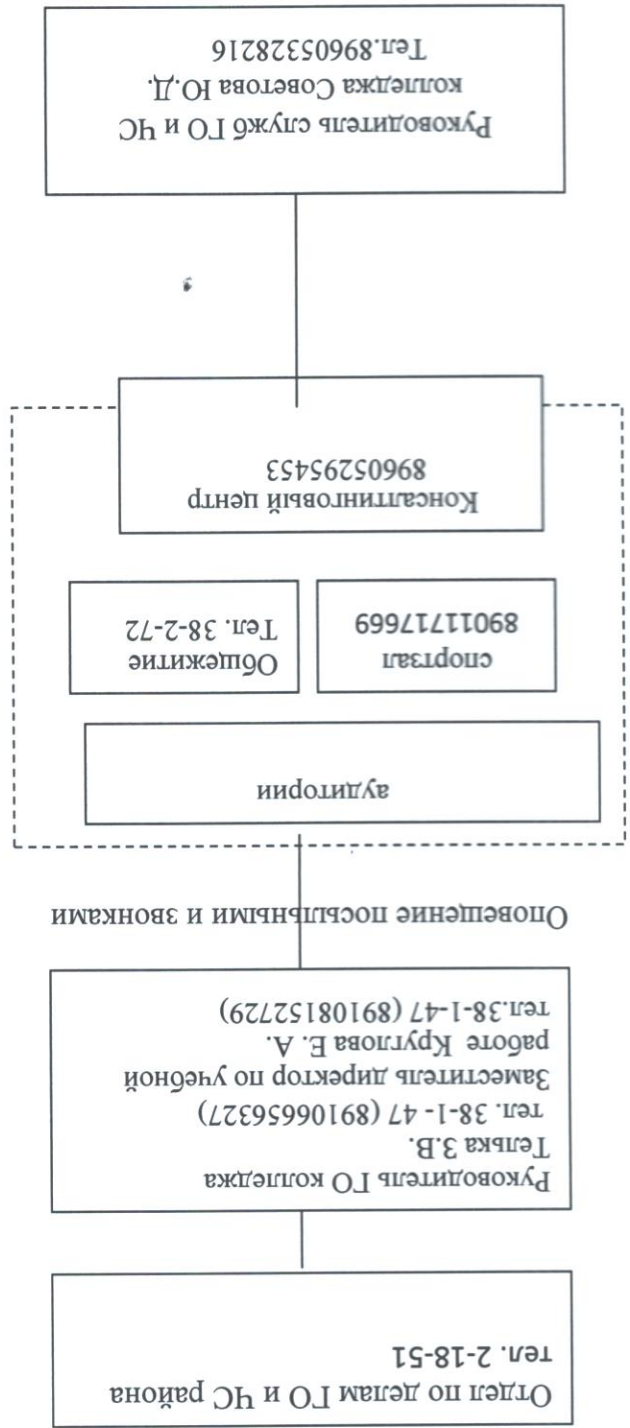 Отдел по делам ГО и ЧС района
тел. 2-18-51
Руководитель ГО колледжа
Телька З.В.
тел. 38-1- 47 (89106656327)
Заместитель директор по учебной
работе Круглова Е. А.
тел.38-1-47 (89108152729)
Оповещение посыльными и звонками
аудитории
спортзал
89011717669
Общежитие
Тел. 38-2-72
Консалтинговый центр
89605295453
Руководитель служб ГО и ЧС
колледжа Советова Ю.Д.
Тел.89605328216